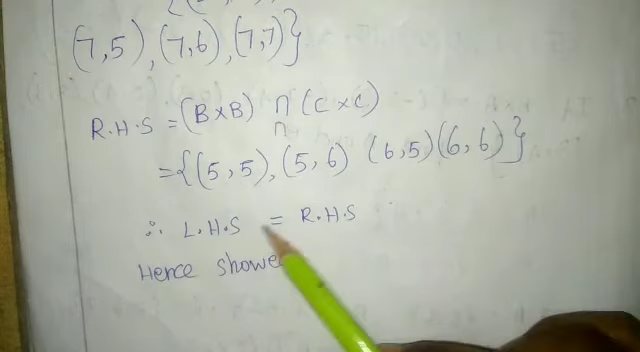 (7,5), (7,6), (7,7)}
R.H.S = (B×B) ∩ (C×C)
∩
= {(5,5), (5,6) (6,5)(6,6)}
∴ L.H.S = R.H.S
Hence showe